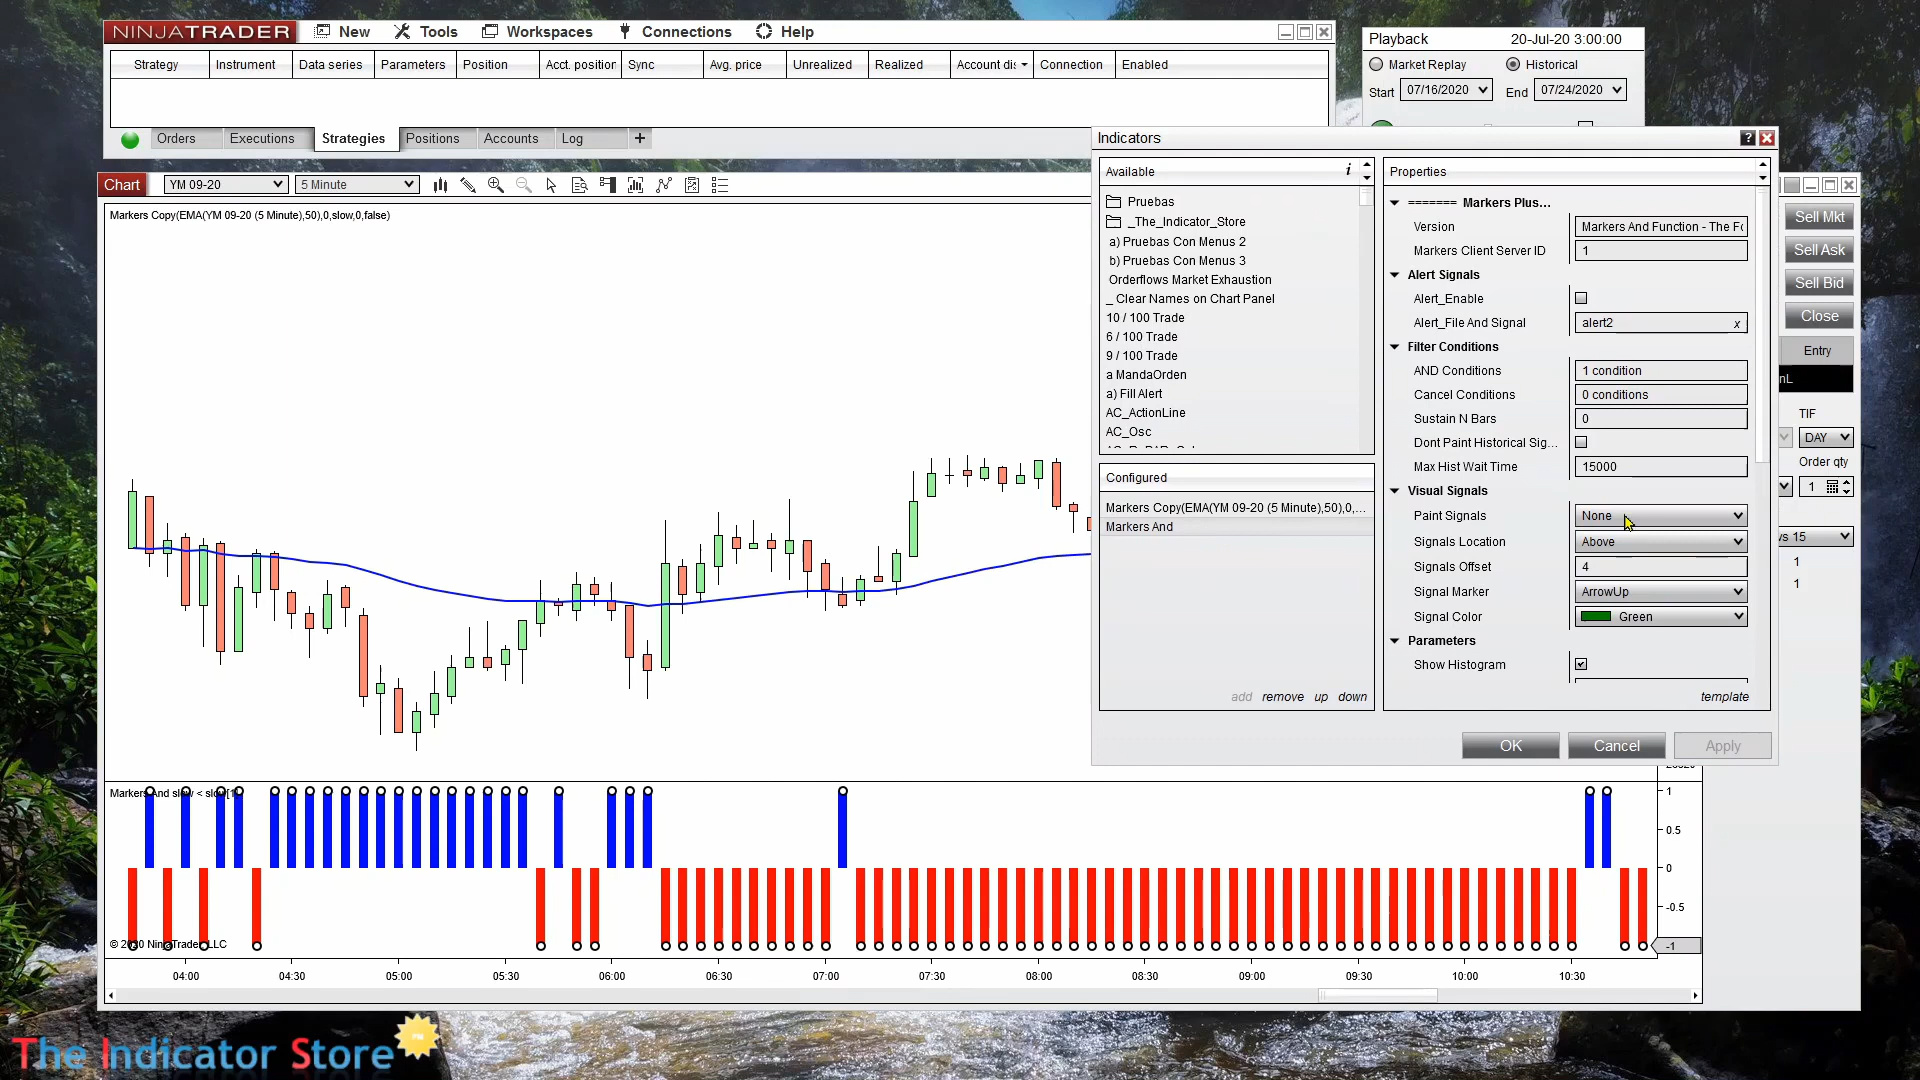 NINJATRADER New Tools Workspaces Connections Help
Strategy Instrument Data series Parameters Position Acct. position Sync Avg. price Unrealized Realized Account dis Connection Enabled
Orders Executions Strategies Positions Accounts Log +
Playback 20-Jul-20 3:00:00
Market Replay Historical
Start 07/16/2020 End 07/24/2020
Chart YM 09-20 5 Minute
Markers Copy(EMA(YM 09-20 (5 Minute),50),0,slow,0,false)
Indicators
Available
Pruebas
_The_Indicator_Store
a) Pruebas Con Menus 2
b) Pruebas Con Menus 3
Orderflows Market Exhaustion
_ Clear Names on Chart Panel
10 / 100 Trade
6 / 100 Trade
9 / 100 Trade
a MandaOrden
a) Fill Alert
AC_ActionLine
AC_Osc
Configured
Markers Copy(EMA(YM 09-20 (5 Minute),50),0,...
Markers And
add remove up down
Properties
======= Markers Plus...
Version Markers And Function - The Fo
Markers Client Server ID 1
Alert Signals
Alert_Enable
Alert_File And Signal alert2 x
Filter Conditions
AND Conditions 1 condition
Cancel Conditions 0 conditions
Sustain N Bars 0
Dont Paint Historical Sig...
Max Hist Wait Time 15000
Visual Signals
Paint Signals None
Signals Location Above
Signals Offset 4
Signal Marker ArrowUp
Signal Color Green
Parameters
Show Histogram
template
OK Cancel Apply
Sell Mkt
Sell Ask
Sell Bid
Close
Entry
nL
TIF
DAY
Order qty
1
vs 15
1
1
Markers And slow < slow[1]
1
0.5
0
-0.5
-1
© 2020 NinjaTrader, LLC
04:00 04:30 05:00 05:30 06:00 06:30 07:00 07:30 08:00 08:30 09:00 09:30 10:00 10:30
The Indicator Store